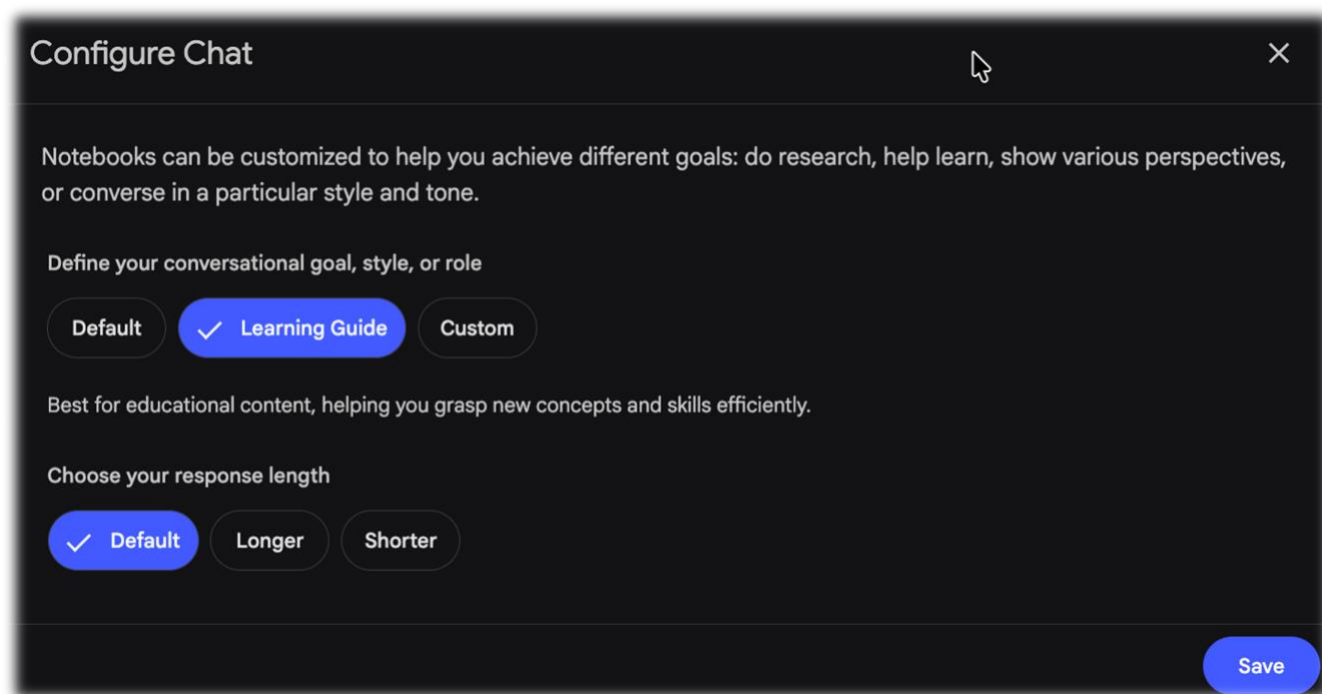 Configure Chat
Notebooks can be customized to help you achieve different goals: do research, help learn, show various perspectives,
or converse in a particular style and tone.
Define your conversational goal, style, or role
Default
Learning Guide
Custom
Best for educational content, helping you grasp new concepts and skills efficiently.
Choose your response length
Default
Longer
Shorter
Save